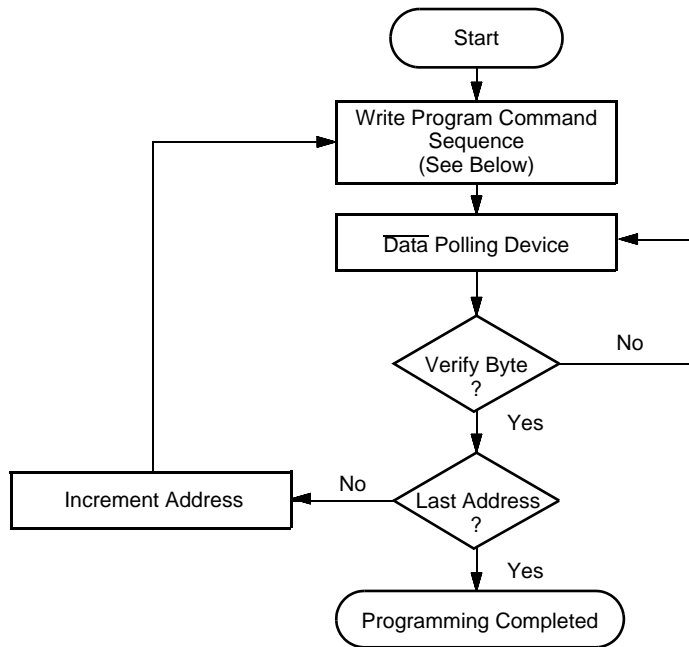 Start
Write Program Command
Sequence
(See Below)
Data Polling Device
Verify Byte
?
No
Yes
Increment Address
No
Last Address
?
Yes
Programming Completed